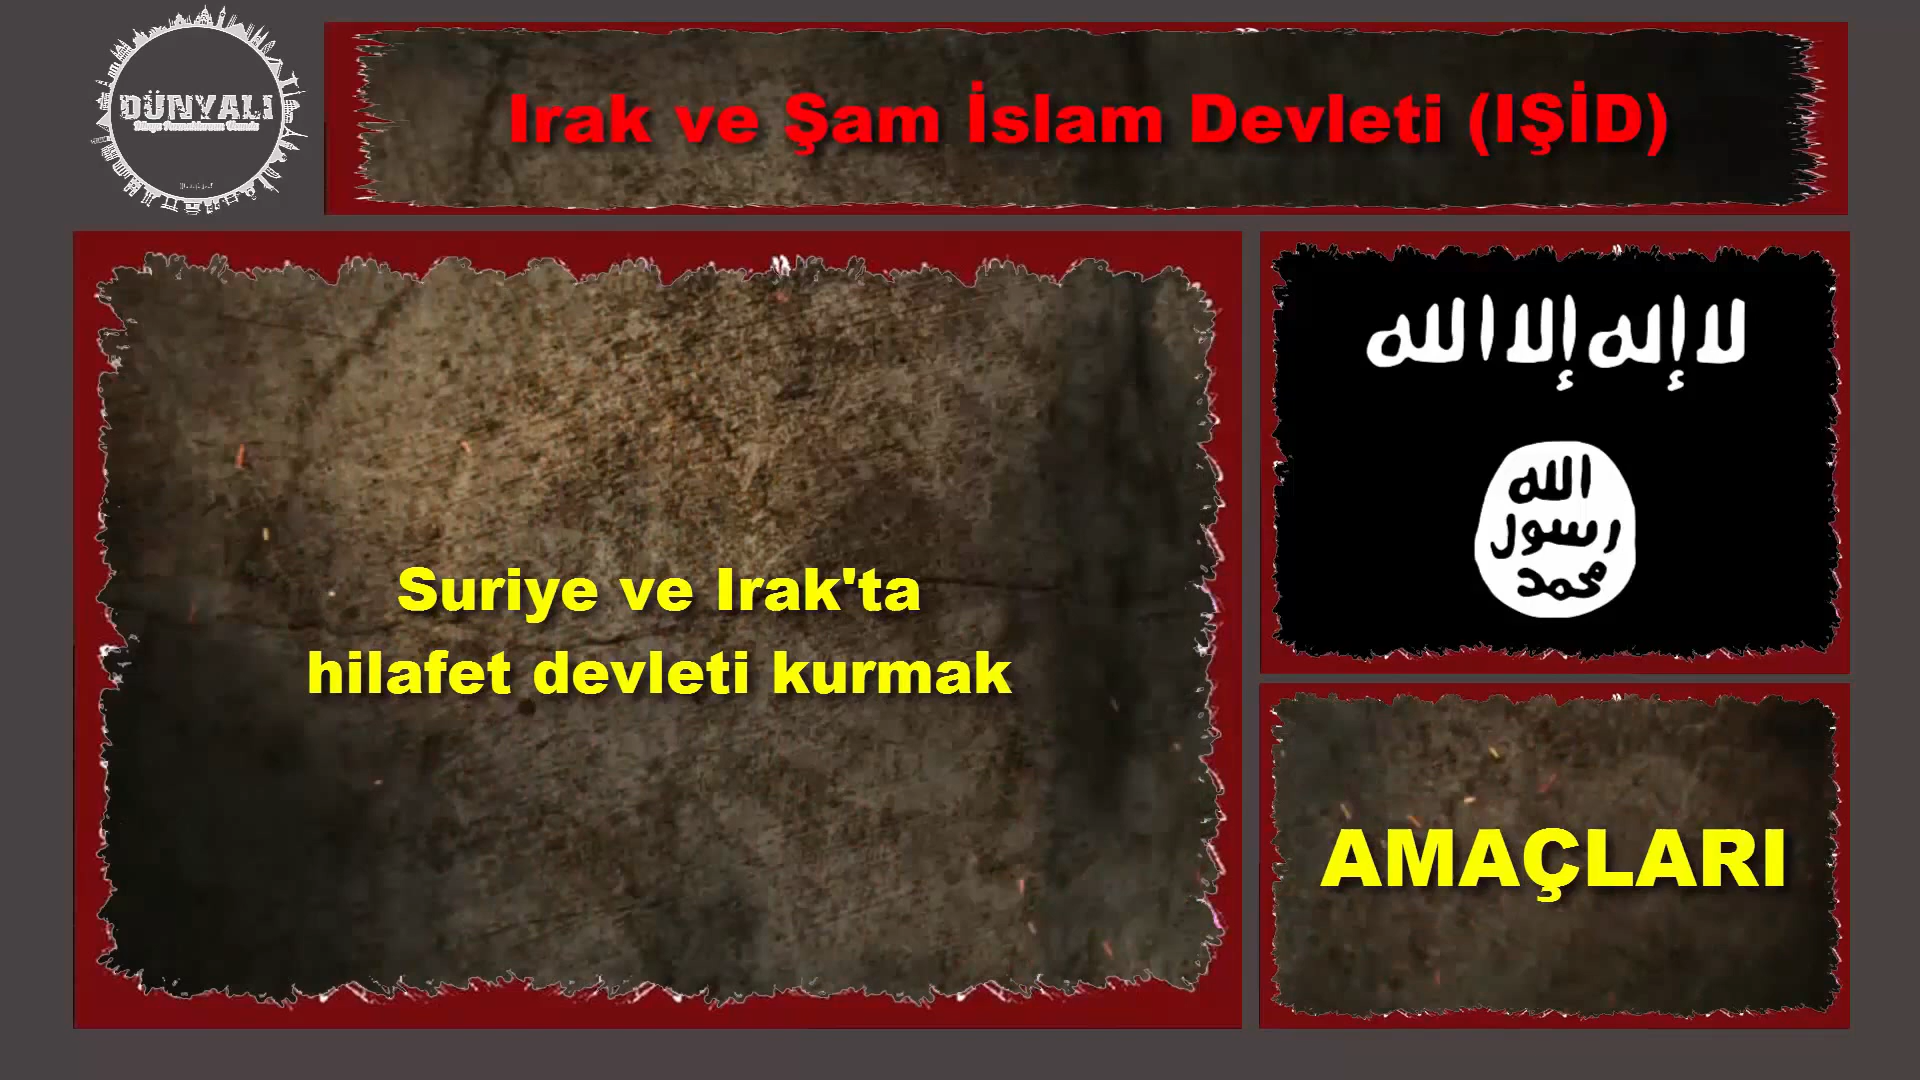 DÜNYALI
Irak ve Şam İslam Devleti (IŞİD)
Suriye ve Irak'ta
hilafet devleti kurmak
لا إله إلا الله
الله
رسول
محمد
AMAÇLARI